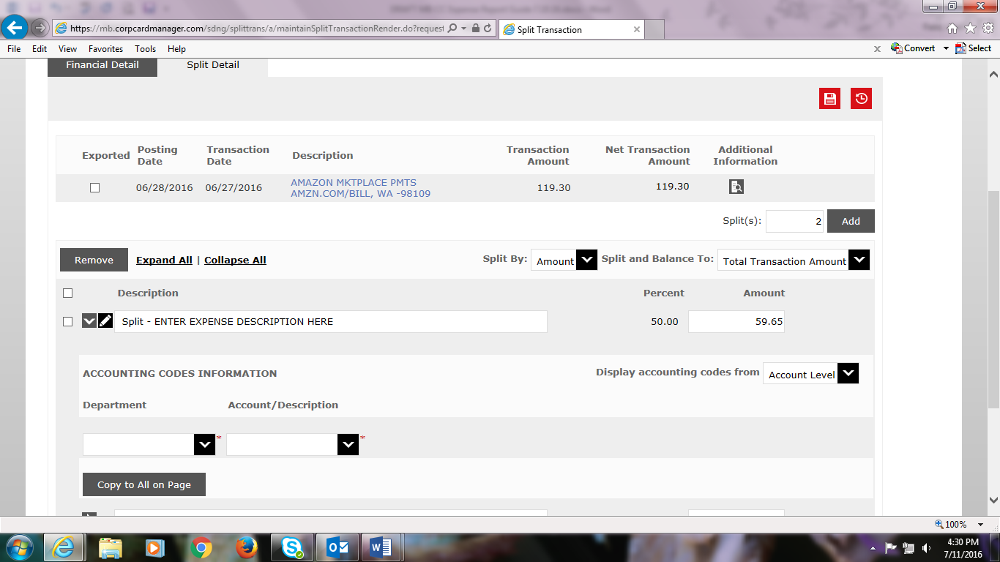 https://mb.corpcardmanager.com/sdng/splittrans/a/maintainSplitTransactionRender.do?request
Split Transaction
File Edit View Favorites Tools Help
x Convert Select
Financial Detail Split Detail
Exported Posting Date Transaction Date Description Transaction Amount Net Transaction Amount Additional Information
06/28/2016 06/27/2016 AMAZON MKTPLACE PMTS 119.30 119.30
AMZN.COM/BILL, WA -98109
Split(s): 2 Add
Remove Expand All | Collapse All Split By: Amount Split and Balance To: Total Transaction Amount
Description Percent Amount
Split - ENTER EXPENSE DESCRIPTION HERE 50.00 59.65
ACCOUNTING CODES INFORMATION Display accounting codes from Account Level
Department Account/Description
* *
Copy to All on Page
100%
4:30 PM
7/11/2016